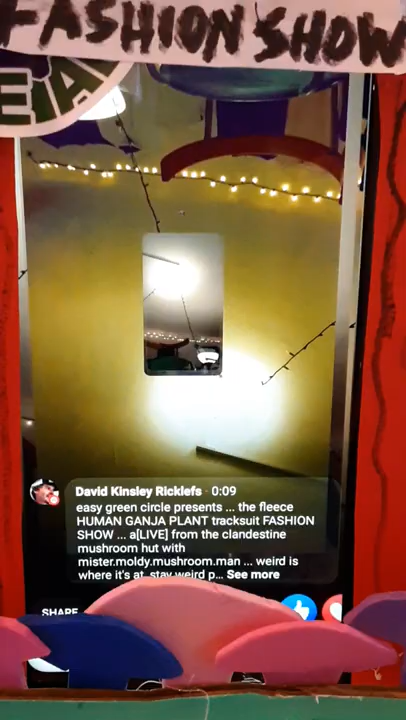 FASHION SHOW
EA
David Kinsley Ricklefs · 0:09
easy green circle presents ... the fleece
HUMAN GANJA PLANT tracksuit FASHION
SHOW ... a[LIVE] from the clandestine
mushroom hut with
mister.moldy.mushroom.man ... weird is
where it's at, stay weird p... See more
SHARE